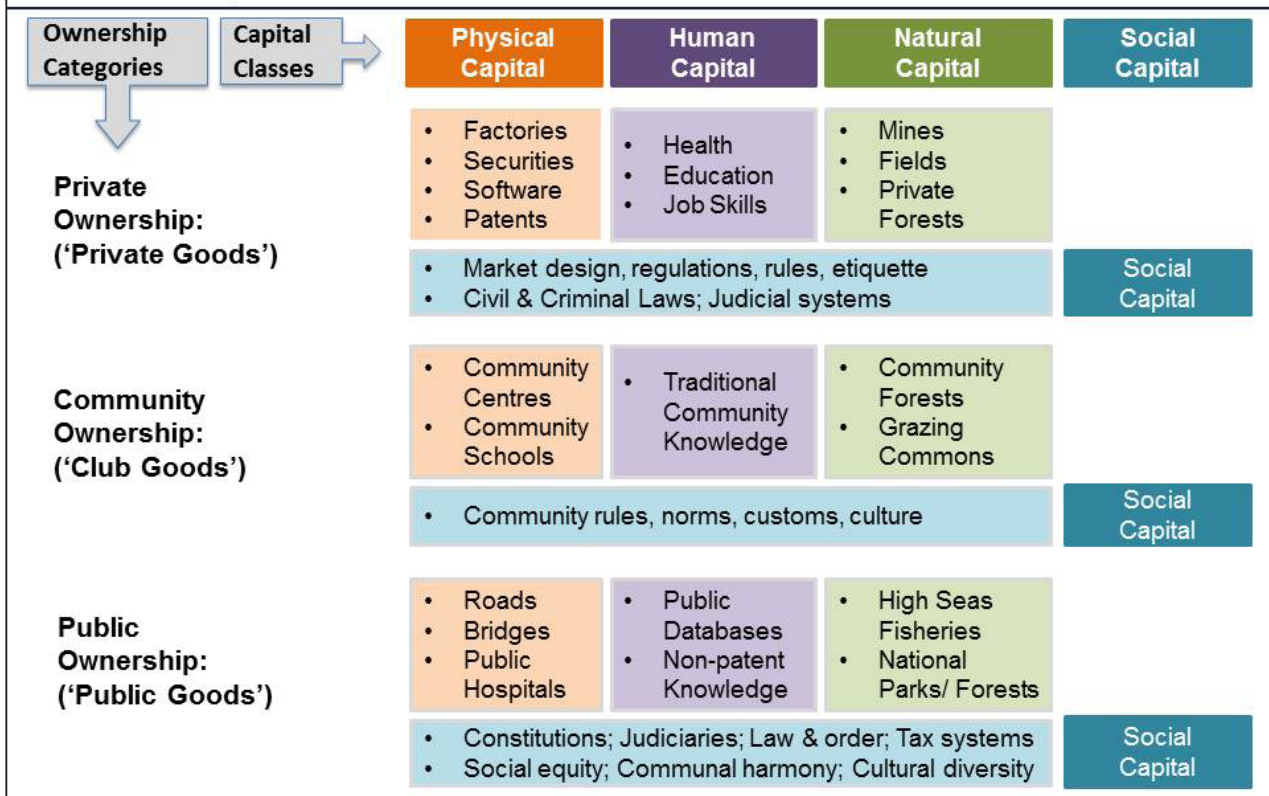 Ownership
Categories
Capital
Classes
Physical
Capital
Human
Capital
Natural
Capital
Social
Capital
Private
Ownership:
(‘Private Goods’)
• Factories
• Securities
• Software
• Patents
• Health
• Education
• Job Skills
• Mines
• Fields
• Private
Forests
• Market design, regulations, rules, etiquette
• Civil & Criminal Laws; Judicial systems
Social
Capital
Community
Ownership:
(‘Club Goods’)
• Community
Centres
• Community
Schools
• Traditional
Community
Knowledge
• Community
Forests
• Grazing
Commons
• Community rules, norms, customs, culture
Social
Capital
Public
Ownership:
(‘Public Goods’)
• Roads
• Bridges
• Public
Hospitals
• Public
Databases
• Non-patent
Knowledge
• High Seas
Fisheries
• National
Parks/ Forests
• Constitutions; Judiciaries; Law & order; Tax systems
• Social equity; Communal harmony; Cultural diversity
Social
Capital